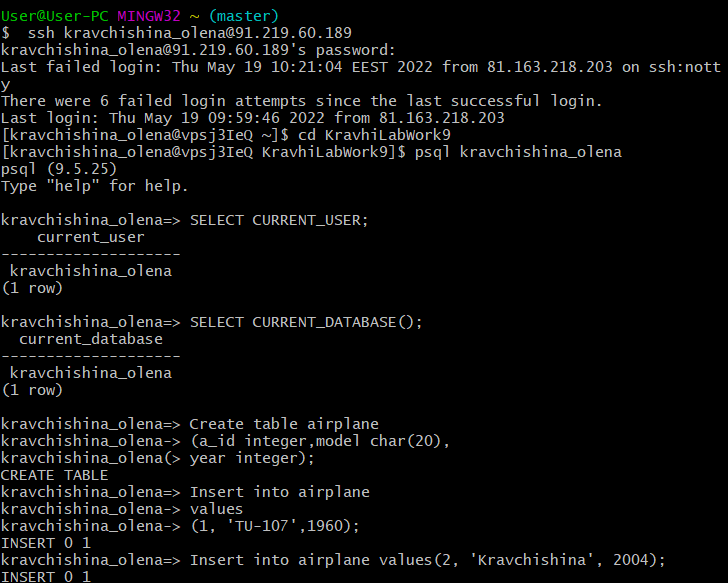 User@User-PC MINGW32 ~ (master)
$  ssh kravchishina_olena@91.219.60.189
kravchishina_olena@91.219.60.189's password:
Last failed login: Thu May 19 10:21:04 EEST 2022 from 81.163.218.203 on ssh:nott
y
There were 6 failed login attempts since the last successful login.
Last login: Thu May 19 09:59:46 2022 from 81.163.218.203
[kravchishina_olena@vpsj3IeQ ~]$ cd KravhiLabWork9
[kravchishina_olena@vpsj3IeQ KravhiLabWork9]$ psql kravchishina_olena
psql (9.5.25)
Type "help" for help.

kravchishina_olena=> SELECT CURRENT_USER;
    current_user
--------------------
 kravchishina_olena
(1 row)

kravchishina_olena=> SELECT CURRENT_DATABASE();
  current_database
--------------------
 kravchishina_olena
(1 row)

kravchishina_olena=> Create table airplane
kravchishina_olena-> (a_id integer,model char(20),
kravchishina_olena(> year integer);
CREATE TABLE
kravchishina_olena=> Insert into airplane
kravchishina_olena-> values
kravchishina_olena-> (1, 'TU-107',1960);
INSERT 0 1
kravchishina_olena=> Insert into airplane values(2, 'Kravchishina', 2004);
INSERT 0 1